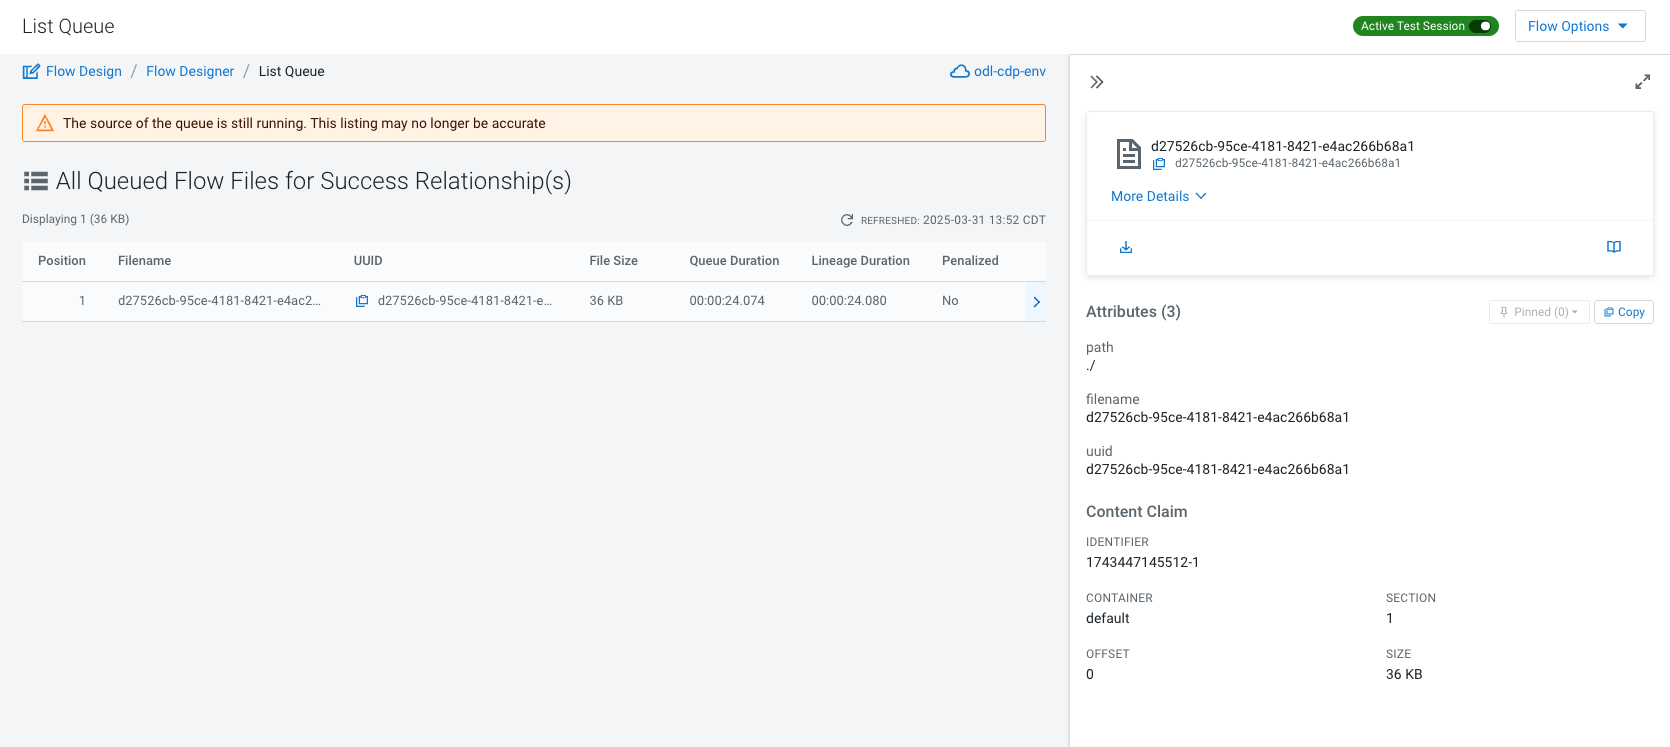 List Queue
Active Test Session
Flow Options
Flow Design / Flow Designer / List Queue
odl-cdp-env
The source of the queue is still running. This listing may no longer be accurate
All Queued Flow Files for Success Relationship(s)
Displaying 1 (36 KB)
REFRESHED: 2025-03-31 13:52 CDT
Position Filename UUID File Size Queue Duration Lineage Duration Penalized
1 d27526cb-95ce-4181-8421-e4ac2... d27526cb-95ce-4181-8421-e... 36 KB 00:00:24.074 00:00:24.080 No
d27526cb-95ce-4181-8421-e4ac266b68a1
d27526cb-95ce-4181-8421-e4ac266b68a1
More Details
Attributes (3)
Pinned (0)
Copy
path
./
filename
d27526cb-95ce-4181-8421-e4ac266b68a1
uuid
d27526cb-95ce-4181-8421-e4ac266b68a1
Content Claim
IDENTIFIER
1743447145512-1
CONTAINER SECTION
default 1
OFFSET SIZE
0 36 KB